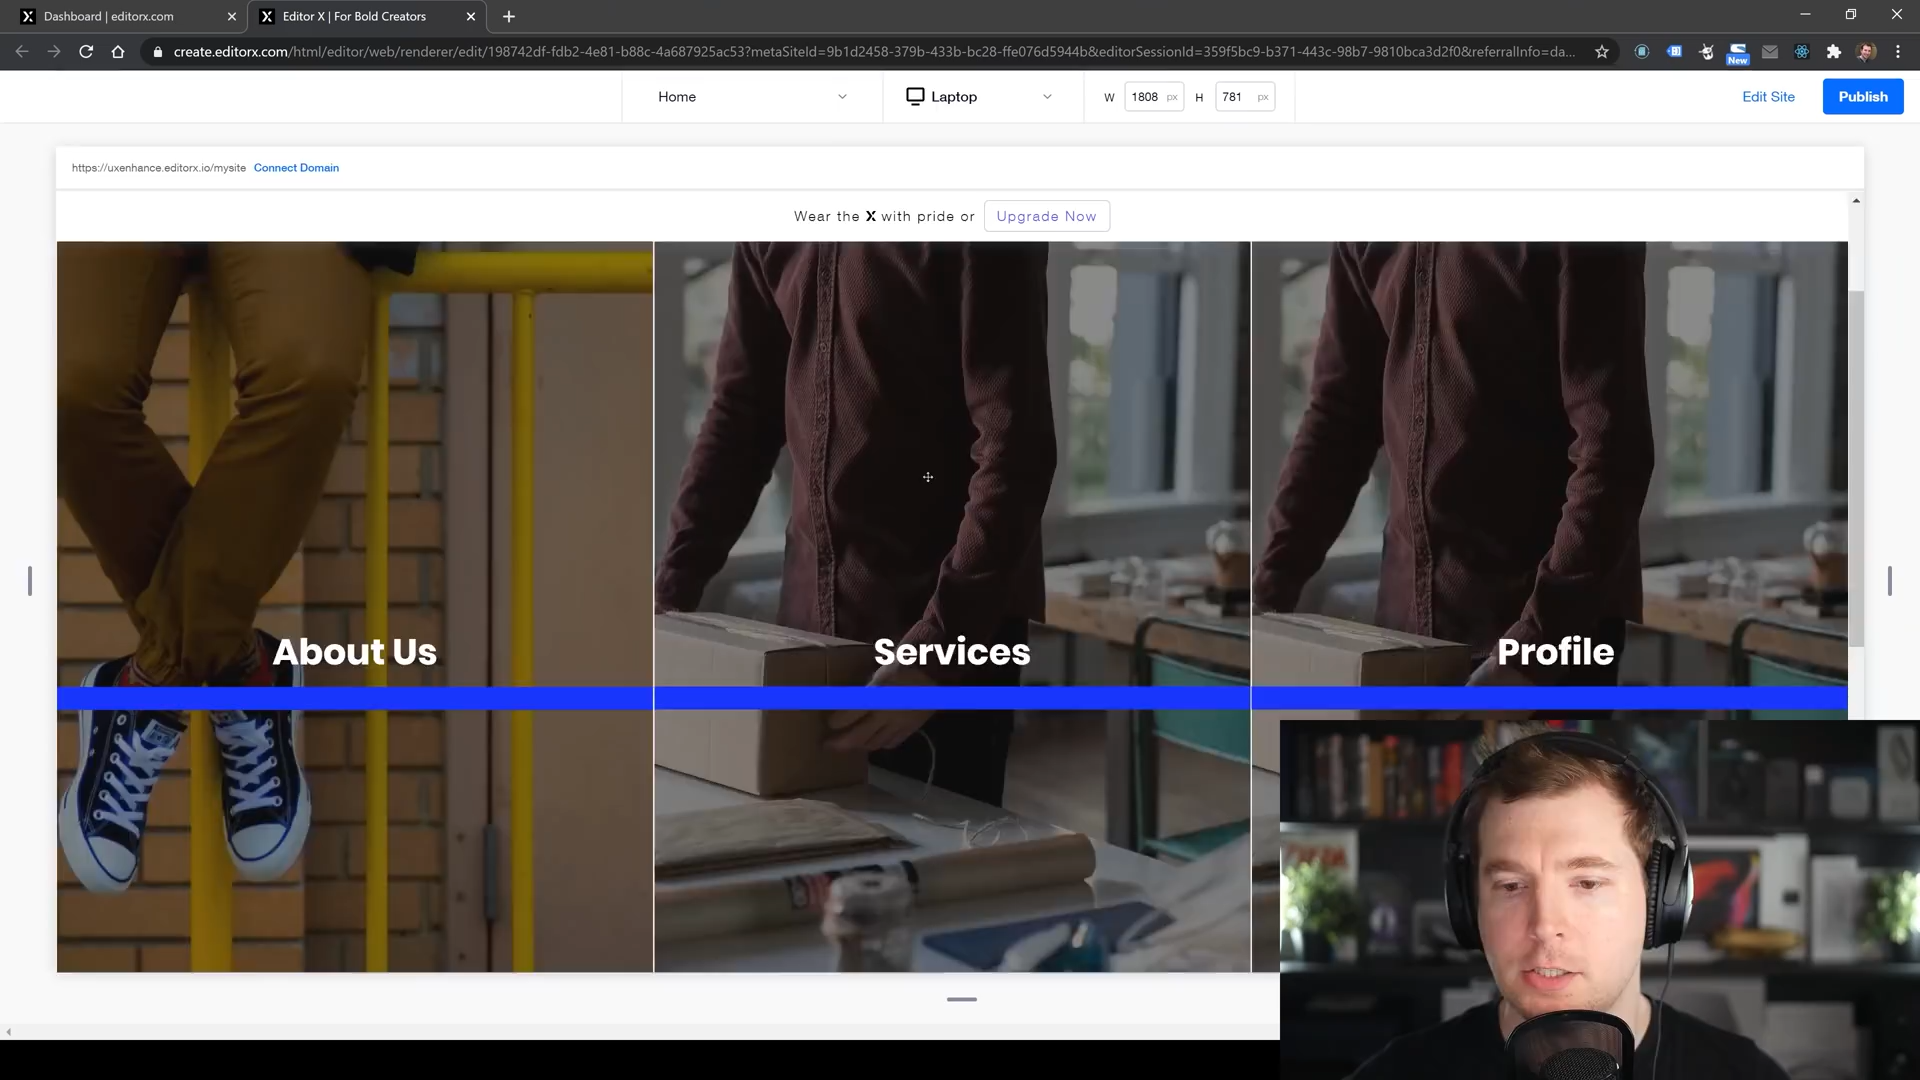 Dashboard | editorx.com
Editor X | For Bold Creators
create.editorx.com/html/editor/web/renderer/edit/198742df-fdb2-4e81-b88c-4a687925ac53?metaSiteId=9b1d2458-379b-433b-bc28-ffe076d5944b&editorSessionId=359f5bc9-b371-443c-98b7-9810bca3d2f0&referralInfo=da...
New
Home
Laptop
W 1808 px H 781 px
Edit Site
Publish
https://uxenhance.editorx.io/mysite Connect Domain
Wear the X with pride or Upgrade Now
About Us
Services
Profile